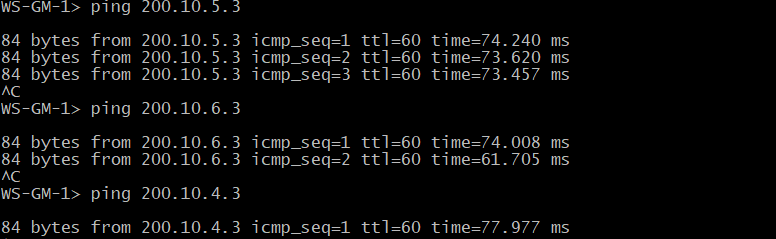 WS-GM-1> ping 200.10.5.3
84 bytes from 200.10.5.3 icmp_seq=1 ttl=60 time=74.240 ms
84 bytes from 200.10.5.3 icmp_seq=2 ttl=60 time=73.620 ms
84 bytes from 200.10.5.3 icmp_seq=3 ttl=60 time=73.457 ms
^C
WS-GM-1> ping 200.10.6.3
84 bytes from 200.10.6.3 icmp_seq=1 ttl=60 time=74.008 ms
84 bytes from 200.10.6.3 icmp_seq=2 ttl=60 time=61.705 ms
^C
WS-GM-1> ping 200.10.4.3
84 bytes from 200.10.4.3 icmp_seq=1 ttl=60 time=77.977 ms